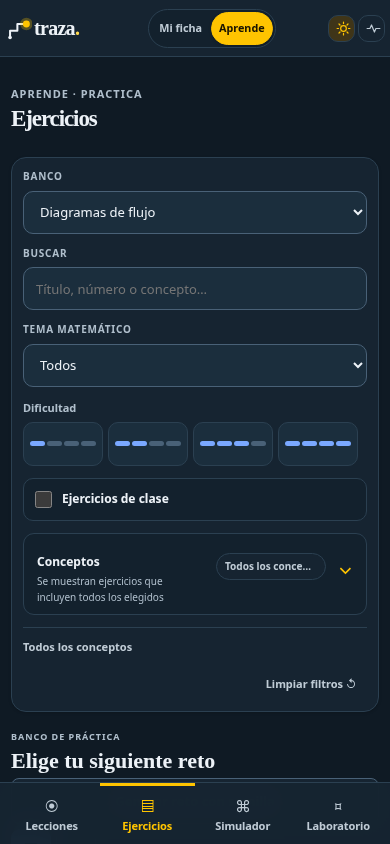 traza.
Mi ficha
Aprende
APRENDE · PRACTICA
Ejercicios
BANCO
Diagramas de flujo
BUSCAR
Título, número o concepto...
TEMA MATEMÁTICO
Todos
Dificultad
Ejercicios de clase
Conceptos
Todos los conce...
Se muestran ejercicios que
incluyen todos los elegidos
Todos los conceptos
Limpiar filtros
BANCO DE PRÁCTICA
Elige tu siguiente reto
Lecciones
Ejercicios
Simulador
Laboratorio